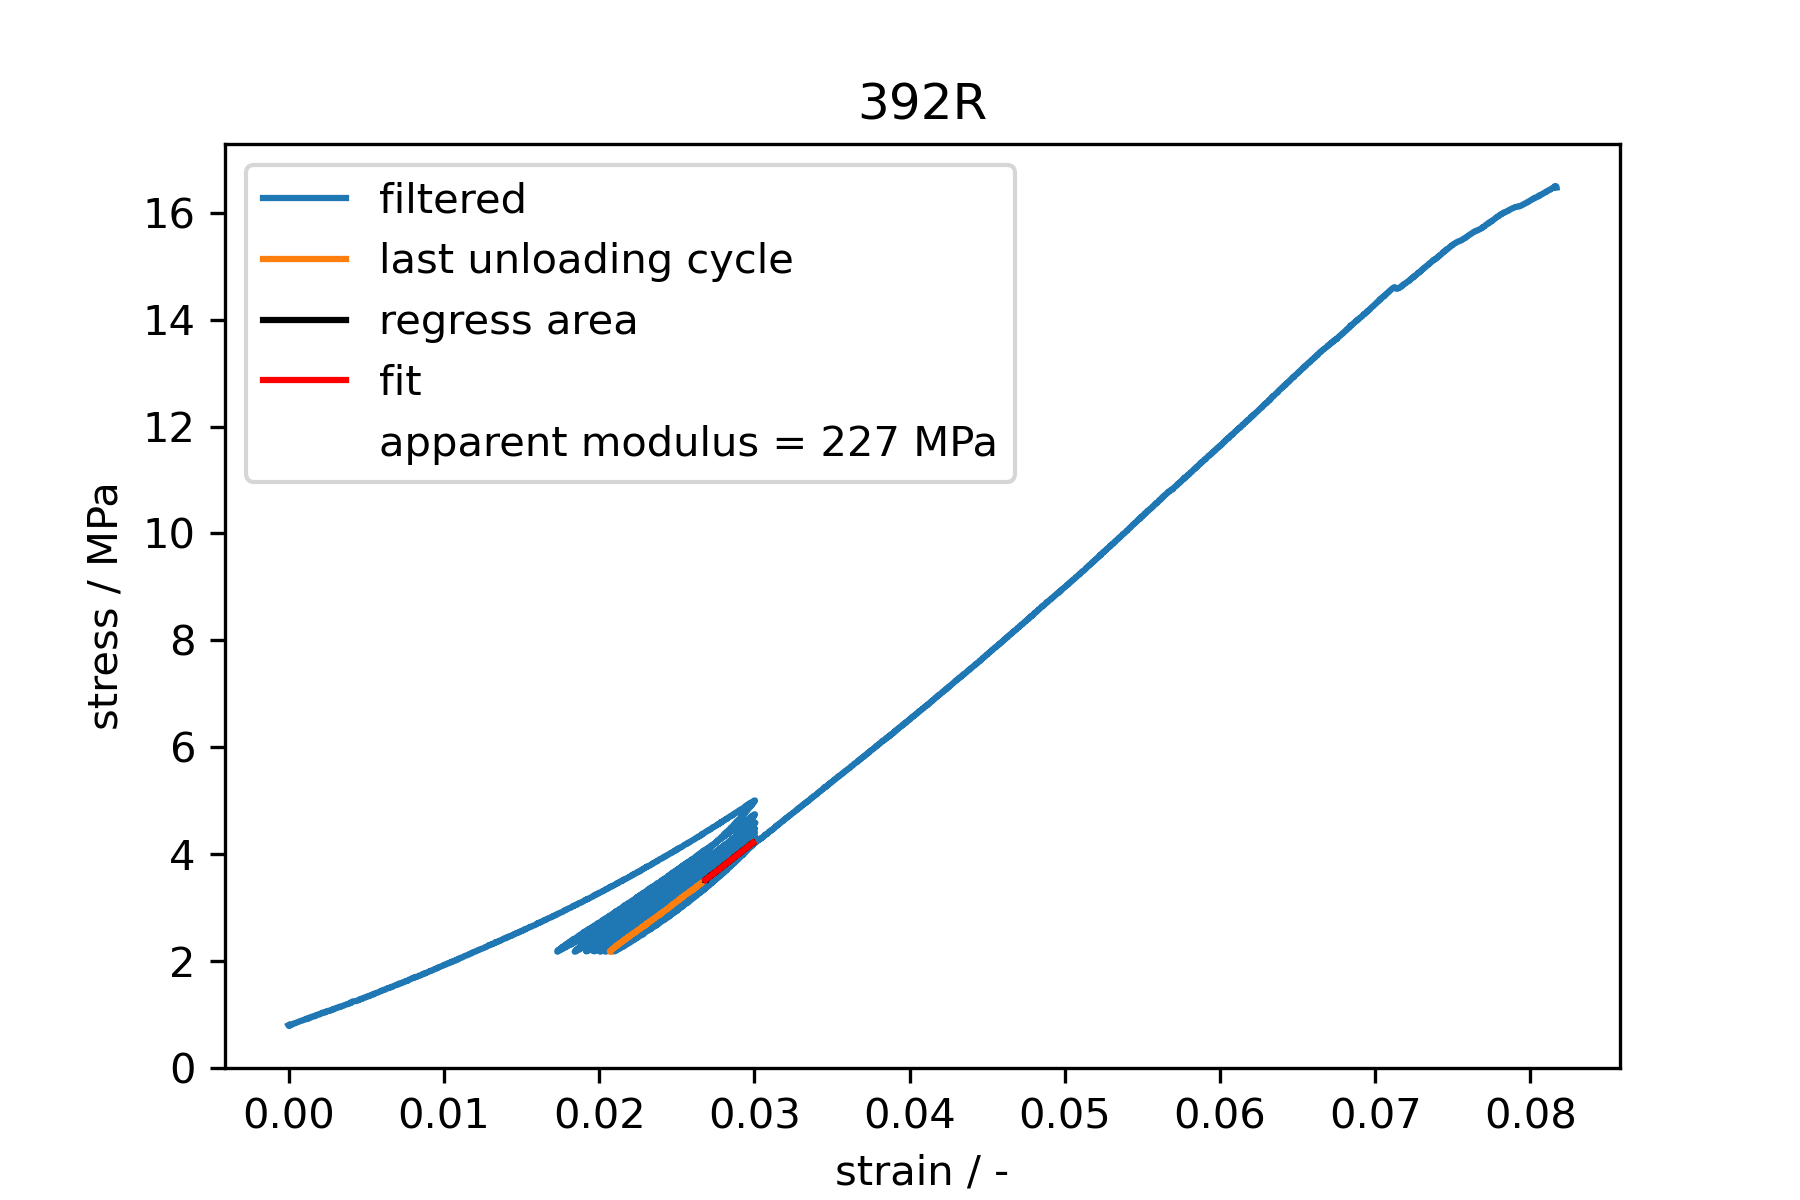 392R
filtered
last unloading cycle
regress area
fit
apparent modulus = 227 MPa
stress / MPa
16
14
12
10
8
6
4
2
0
0.00 0.01 0.02 0.03 0.04 0.05 0.06 0.07 0.08
strain / -